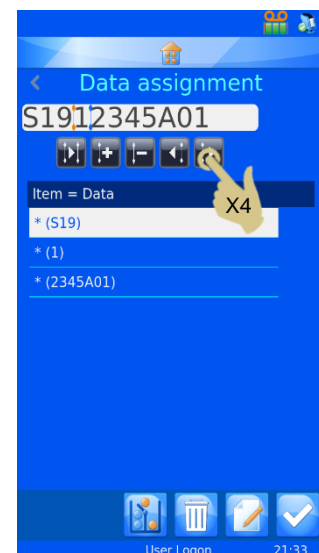 Data assignment
S1912345A01
X4
Item = Data
* (S19)
* (1)
* (2345A01)
User Logon 21:33